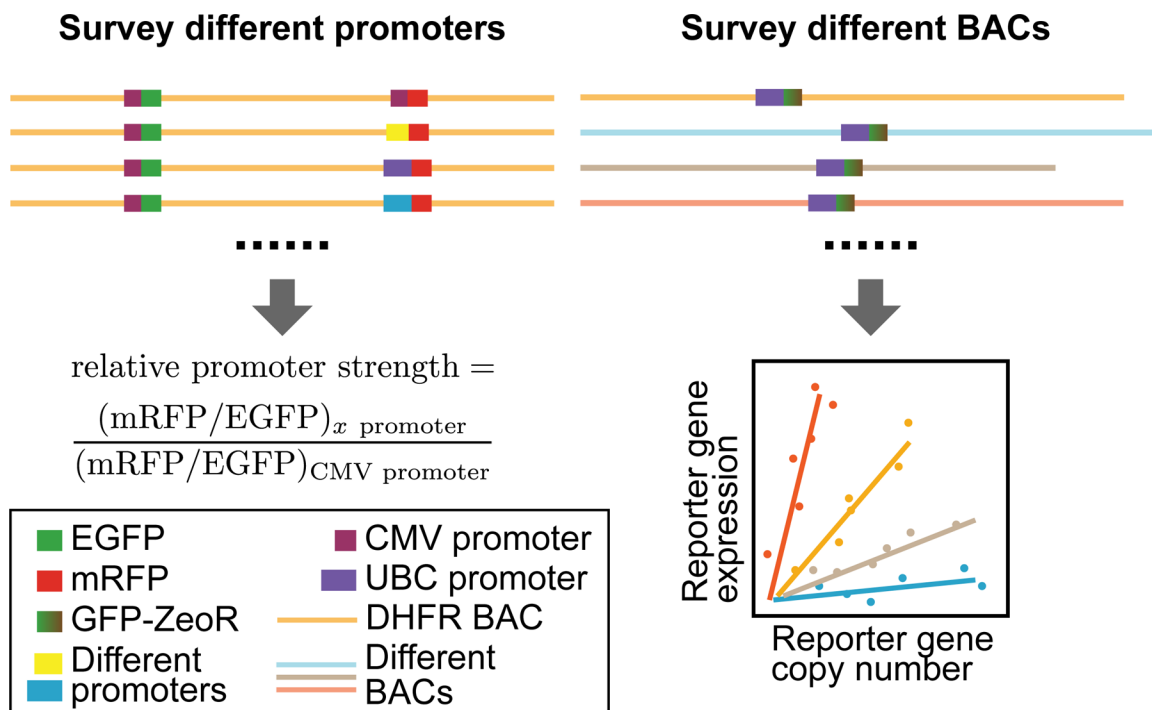 Survey different promoters
Survey different BACs
relative promoter strength =
(mRFP/EGFP)x promoter
(mRFP/EGFP)CMV promoter
EGFP
mRFP
GFP-ZeoR
Different
promoters
CMV promoter
UBC promoter
DHFR BAC
Different
BACs
Reporter gene
expression
Reporter gene
copy number